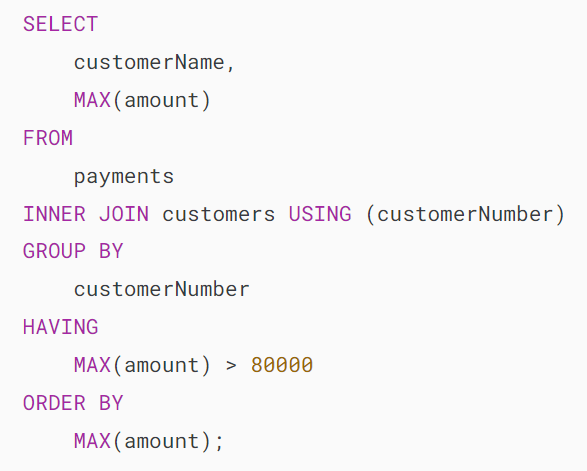 SELECT
    customerName,
    MAX(amount)
FROM
    payments
INNER JOIN customers USING (customerNumber)
GROUP BY
    customerNumber
HAVING
    MAX(amount) > 80000
ORDER BY
    MAX(amount);